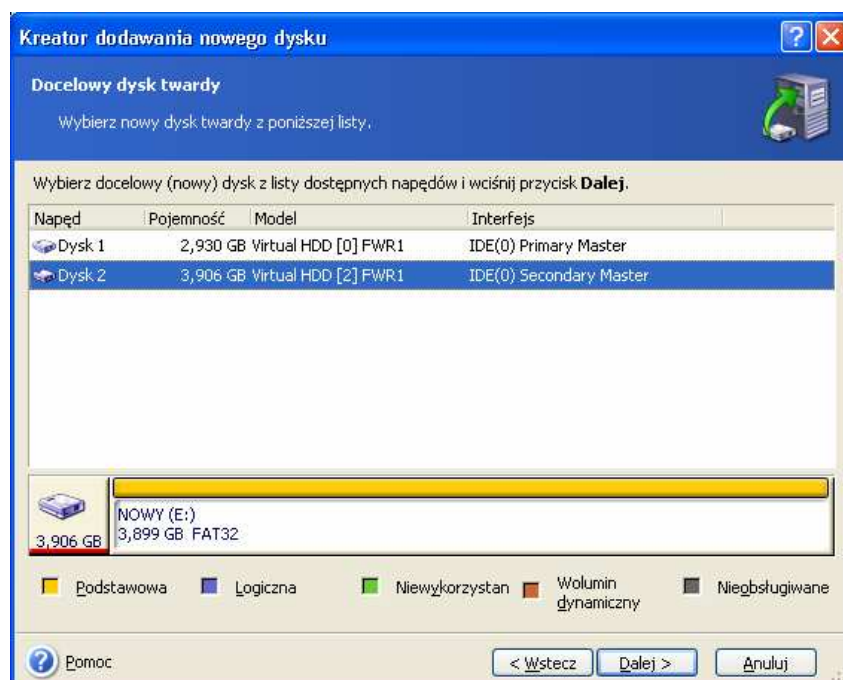 Kreator dodawania nowego dysku
Docelowy dysk twardy
Wybierz nowy dysk twardy z poniższej listy.
Wybierz docelowy (nowy) dysk z listy dostępnych napędów i wciśnij przycisk Dalej.
Napęd Pojemność Model Interfejs
Dysk 1 2,930 GB Virtual HDD [0] FWR1 IDE(0) Primary Master
Dysk 2 3,906 GB Virtual HDD [2] FWR1 IDE(0) Secondary Master
NOWY (E:)
3,906 GB 3,899 GB FAT32
Podstawowa Logiczna Niewykorzystan Wolumin dynamiczny Nieobsługiwane
Pomoc < Wstecz Dalej > Anuluj